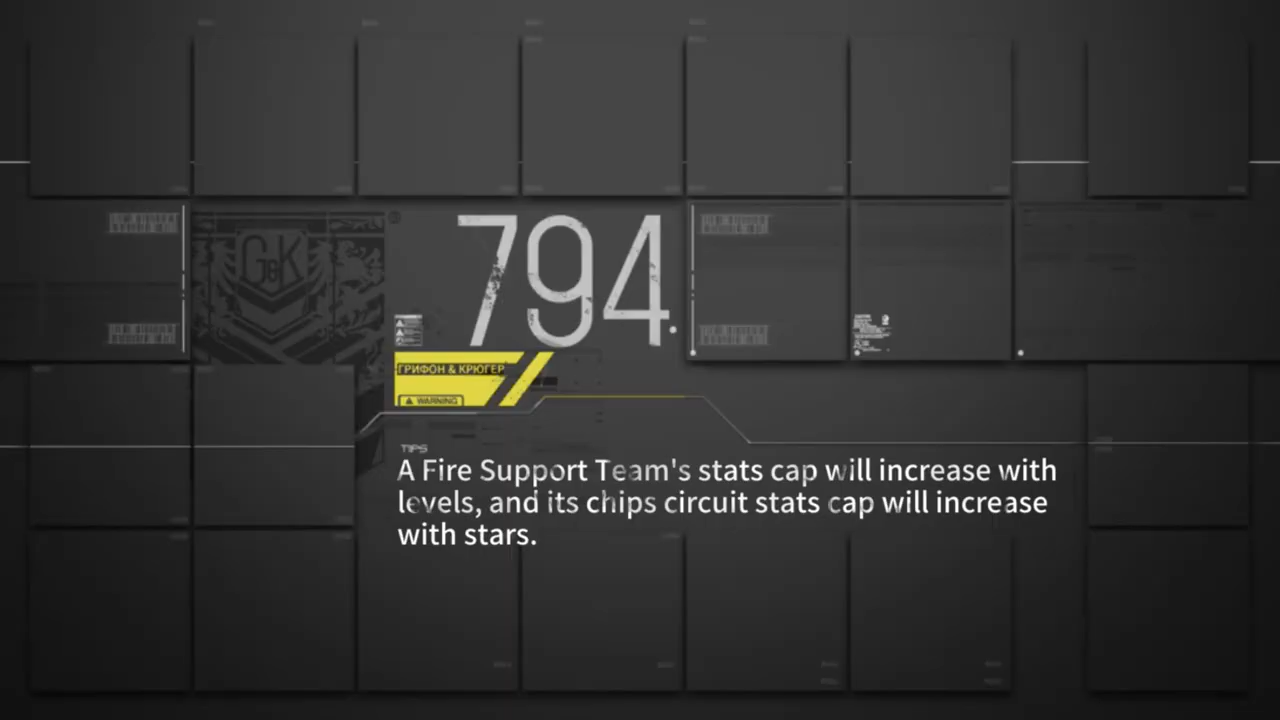 G&K
794.
ГРИФОН & КРЮГЕР
WARNING
TIPS
A Fire Support Team's stats cap will increase with
levels, and its chips circuit stats cap will increase
with stars.